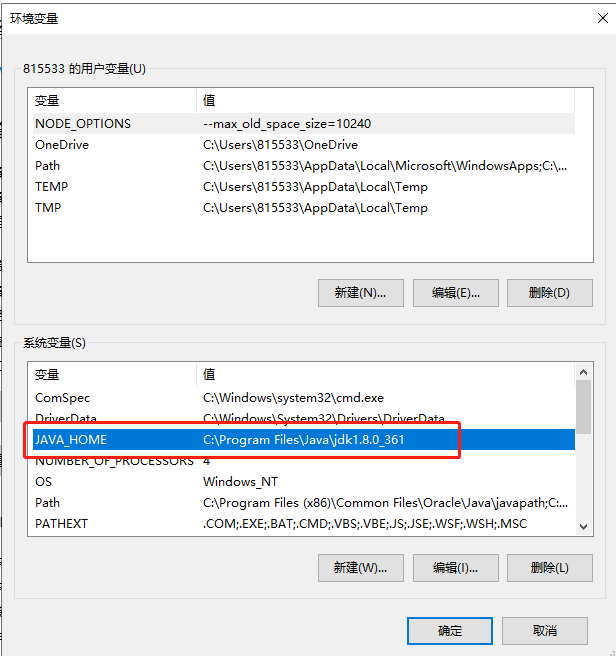 环境变量
815533 的用户变量(U)
变量 值
NODE_OPTIONS --max_old_space_size=10240
OneDrive C:\Users\815533\OneDrive
Path C:\Users\815533\AppData\Local\Microsoft\WindowsApps;C:\...
TEMP C:\Users\815533\AppData\Local\Temp
TMP C:\Users\815533\AppData\Local\Temp
新建(N)... 编辑(E)... 删除(D)
系统变量(S)
变量 值
ComSpec C:\Windows\system32\cmd.exe
DriverData C:\Windows\System32\Drivers\DriverData
JAVA_HOME C:\Program Files\Java\jdk1.8.0_361
NUMBER_OF_PROCESSORS 4
OS Windows_NT
Path C:\Program Files (x86)\Common Files\Oracle\Java\javapath;C:...
PATHEXT .COM;.EXE;.BAT;.CMD;.VBS;.VBE;.JS;.JSE;.WSF;.WSH;.MSC
新建(W)... 编辑(I)... 删除(L)
确定 取消